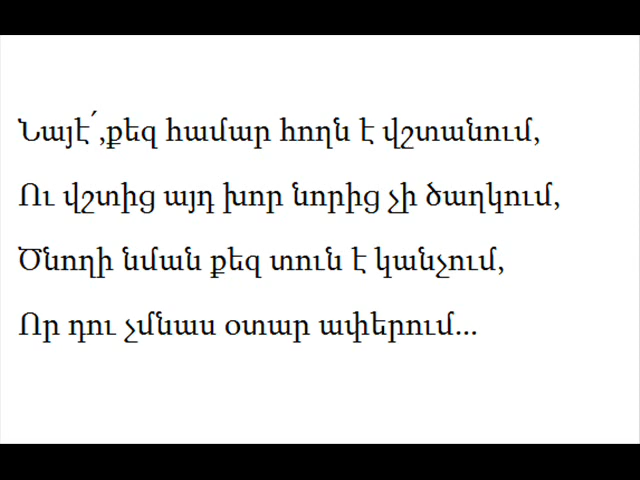 Նայէ՛,քեզ համար հողն է վշտանում,
Ու վշտից այդ խոր նորից չի ծաղկում,
Ծնողի նման քեզ տուն է կանչում,
Որ դու չմնաս օտար ափերում...